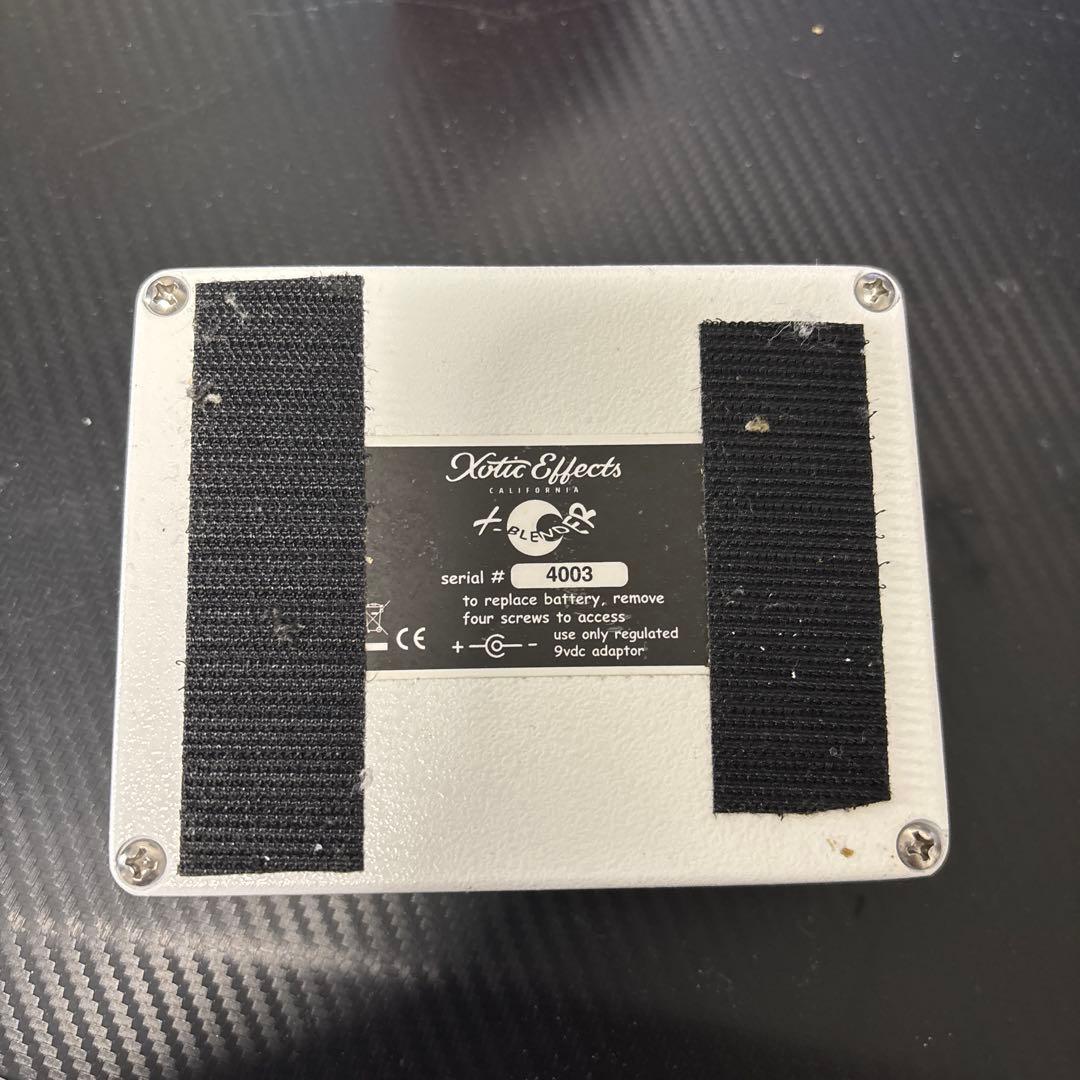 Xotic Effects
CALIFORNIA
X-BLENDER
serial # 4003
to replace battery, remove
four screws to access
use only regulated
9vdc adaptor
CE
+ -